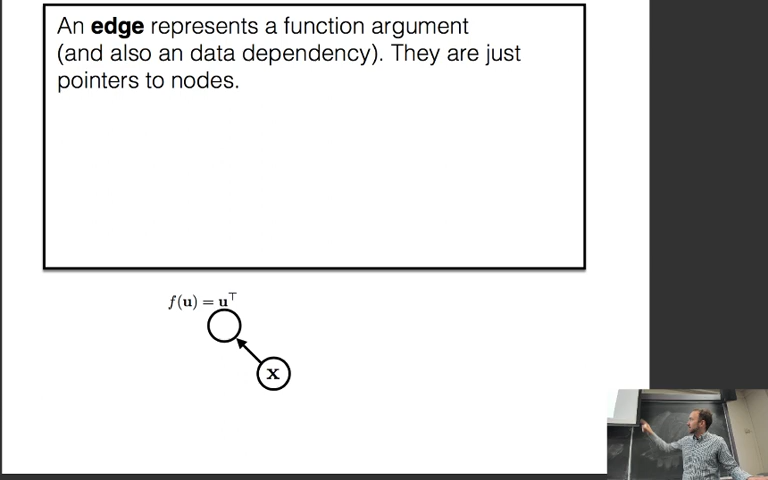 An edge represents a function argument
(and also an data dependency). They are just
pointers to nodes.
f(u) = u⊤
x